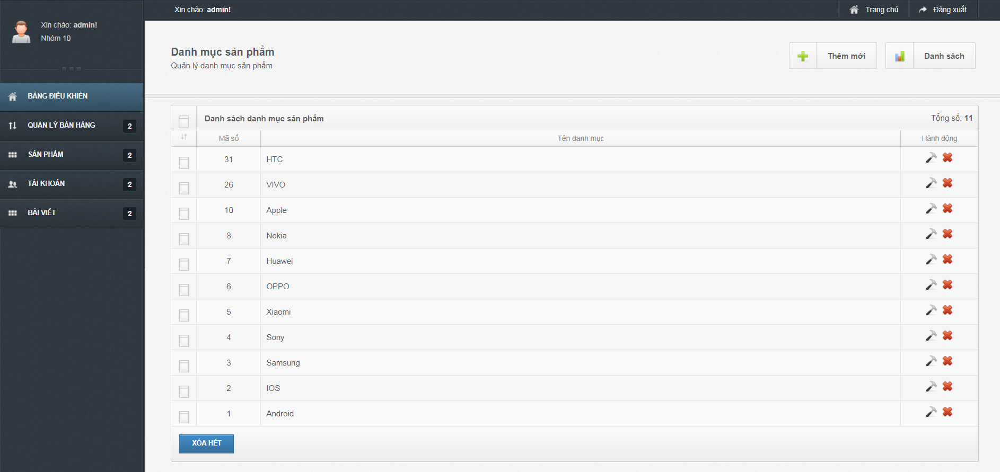 Xin chào: admin!
Nhóm 10
BẢNG ĐIỀU KHIỂN
QUẢN LÝ BÁN HÀNG 2
SẢN PHẨM 2
TÀI KHOẢN 2
BÀI VIẾT 2
Xin chào: admin!
Trang chủ
Đăng xuất
Danh mục sản phẩm
Quản lý danh mục sản phẩm
Thêm mới
Danh sách
Danh sách danh mục sản phẩm Tổng số: 11
Mã số Tên danh mục Hành động
31 HTC
26 VIVO
10 Apple
8 Nokia
7 Huawei
6 OPPO
5 Xiaomi
4 Sony
3 Samsung
2 IOS
1 Android
XÓA HẾT